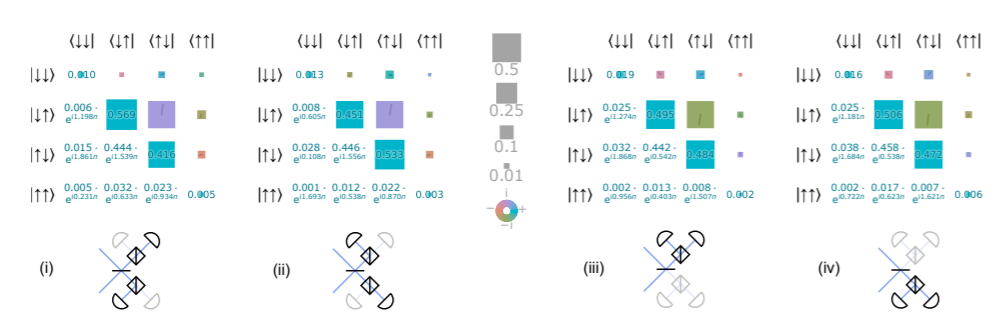 ⟨↓↓| ⟨↓↑| ⟨↑↓| ⟨↑↑| ⟨↓↓| ⟨↓↑| ⟨↑↓| ⟨↑↑| ⟨↓↓| ⟨↓↑| ⟨↑↓| ⟨↑↑| ⟨↓↓| ⟨↓↑| ⟨↑↓| ⟨↑↑|
|↓↓⟩ 0.010 |↓↓⟩ 0.013 0.5 |↓↓⟩ 0.019 |↓↓⟩ 0.016
|↓↑⟩ 0.006 · e^{i1.198π} 0.569 |↓↑⟩ 0.008 · e^{i0.605π} 0.451 0.25 |↓↑⟩ 0.025 · e^{i1.274π} 0.495 |↓↑⟩ 0.025 · e^{i1.181π} 0.506
|↑↓⟩ 0.015 · e^{i1.861π} 0.444 · e^{i1.539π} 0.416 |↑↓⟩ 0.028 · e^{i0.108π} 0.446 · e^{i1.556π} 0.533 0.1 |↑↓⟩ 0.032 · e^{i1.868π} 0.442 · e^{i0.542π} 0.484 |↑↓⟩ 0.038 · e^{i1.684π} 0.458 · e^{i0.538π} 0.472
0.01
|↑↑⟩ 0.005 · e^{i0.231π} 0.032 · e^{i0.633π} 0.023 · e^{i0.934π} 0.005 |↑↑⟩ 0.001 · e^{i1.693π} 0.012 · e^{i0.538π} 0.022 · e^{i0.870π} 0.003 |↑↑⟩ 0.002 · e^{i0.956π} 0.013 · e^{i0.403π} 0.008 · e^{i1.507π} 0.002 |↑↑⟩ 0.002 · e^{i0.722π} 0.017 · e^{i0.623π} 0.007 · e^{i1.621π} 0.006
i
− +
−i
(i) (ii) (iii) (iv)